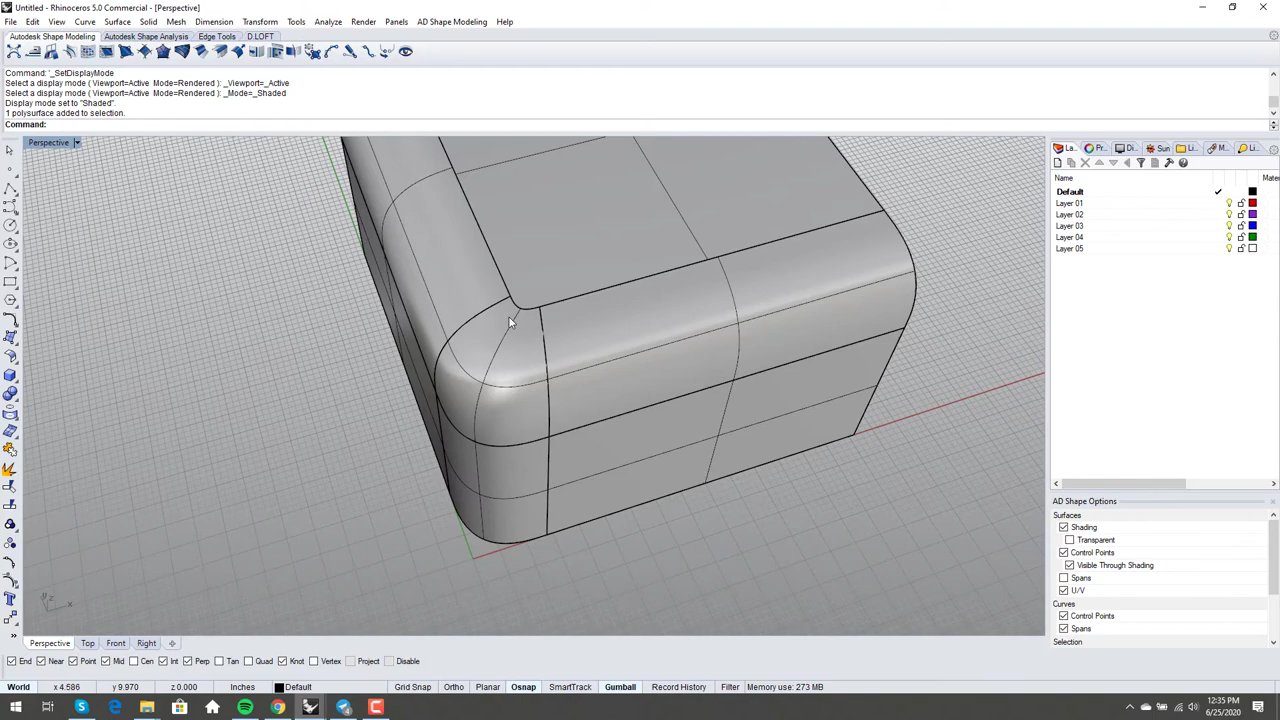 Untitled - Rhinoceros 5.0 Commercial - [Perspective]
File Edit View Curve Surface Solid Mesh Dimension Transform Tools Analyze Render Panels AD Shape Modeling Help
Autodesk Shape Modeling Autodesk Shape Analysis Edge Tools D.LOFT
Command: '_SetDisplayMode
Select a display mode ( Viewport=Active Mode=Rendered ): _Viewport=_Active
Select a display mode ( Viewport=Active Mode=Rendered ): _Mode=_Shaded
Display mode set to "Shaded".
1 polysurface added to selection.
Command:
Perspective
La... Pr... Di... Sun Li... M... Li...
Name Mater
Default
Layer 01
Layer 02
Layer 03
Layer 04
Layer 05
AD Shape Options
Surfaces
Shading
Transparent
Control Points
Visible Through Shading
Spans
U/V
Curves
Control Points
Spans
Selection
z y x
Perspective Top Front Right
End Near Point Mid Cen Int Perp Tan Quad Knot Vertex Project Disable
World x 4.586 y 9.970 z 0.000 Inches Default Grid Snap Ortho Planar Osnap SmartTrack Gumball Record History Filter Memory use: 273 MB
12:35 PM
6/25/2020